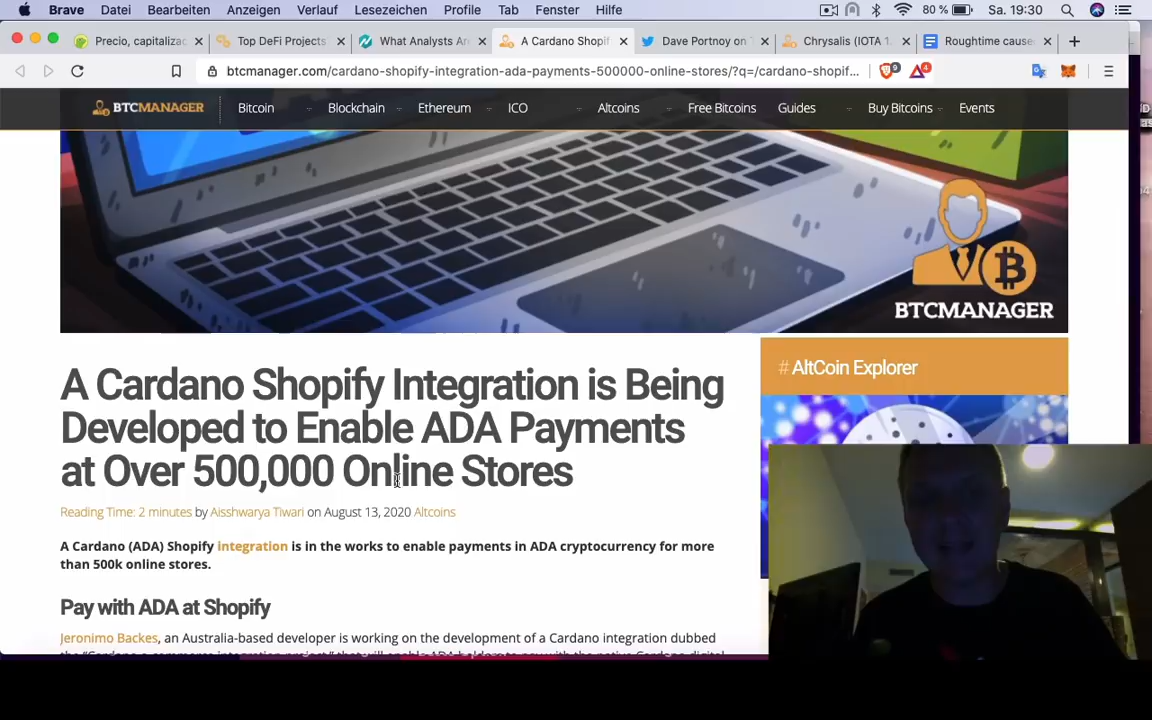 Brave Datei Bearbeiten Anzeigen Verlauf Lesezeichen Profile Tab Fenster Hilfe 80 % Sa. 19:30
Precio, capitalizac Top DeFi Projects What Analysts Are A Cardano Shopif Dave Portnoy on Chrysalis (IOTA 1. Roughtime cause
btcmanager.com/cardano-shopify-integration-ada-payments-500000-online-stores/?q=/cardano-shopif... 9 4
BTCMANAGER Bitcoin Blockchain Ethereum ICO Altcoins Free Bitcoins Guides Buy Bitcoins Events
BTCMANAGER
A Cardano Shopify Integration is Being
Developed to Enable ADA Payments
at Over 500,000 Online Stores
Reading Time: 2 minutes by Aisshwarya Tiwari on August 13, 2020 Altcoins
A Cardano (ADA) Shopify integration is in the works to enable payments in ADA cryptocurrency for more
than 500k online stores.
Pay with ADA at Shopify
Jeronimo Backes, an Australia-based developer is working on the development of a Cardano integration dubbed
# AltCoin Explorer